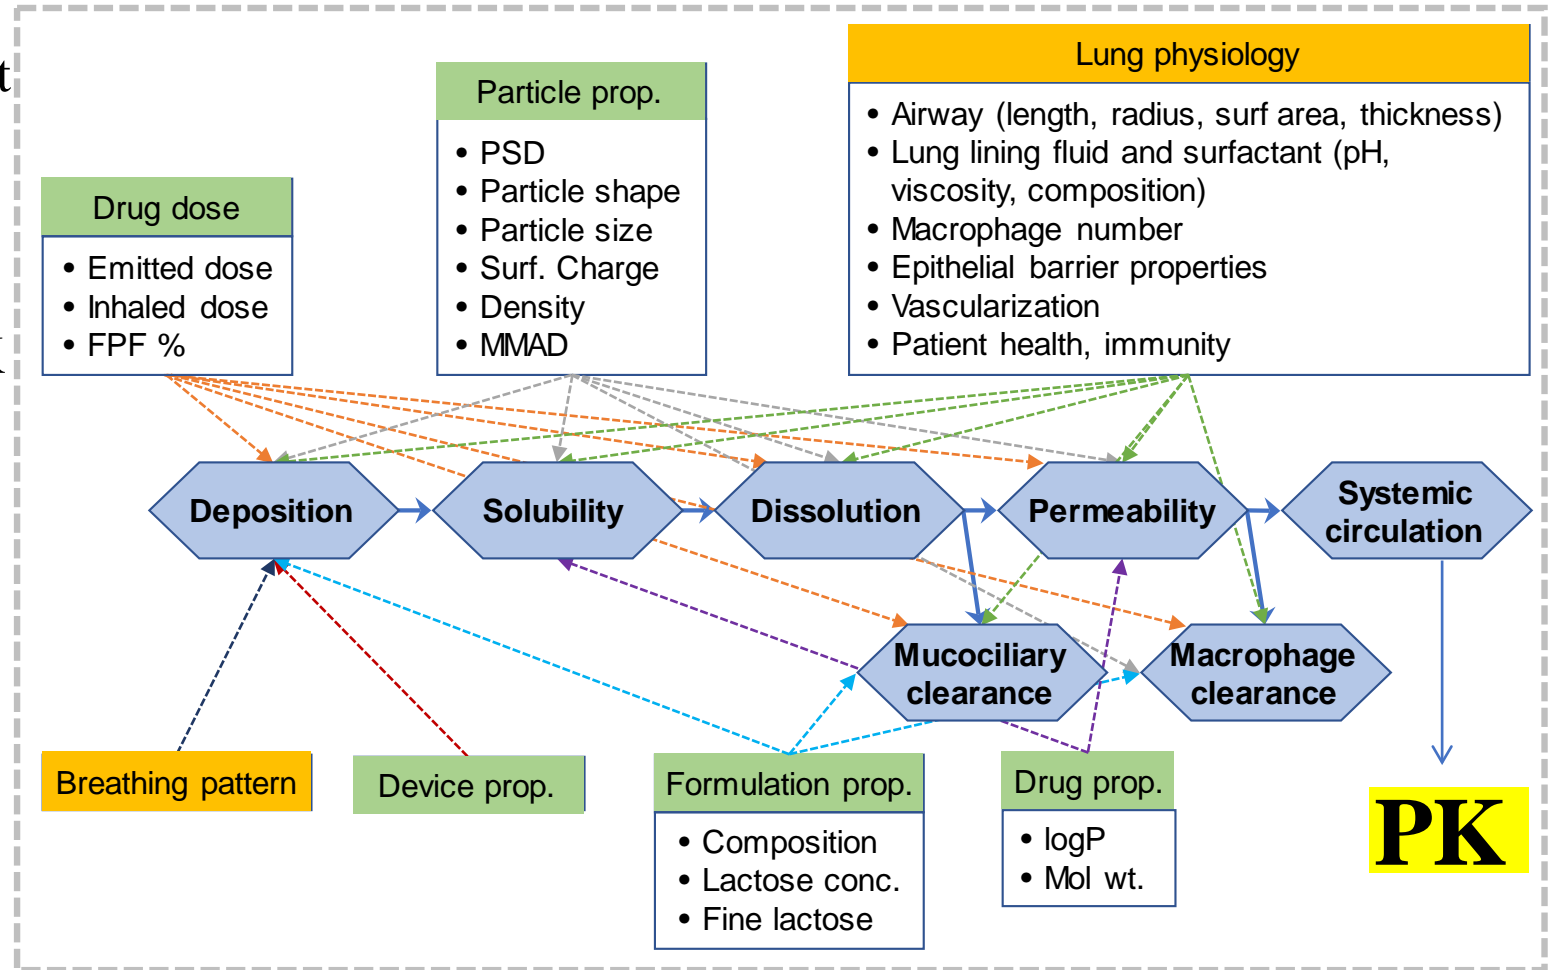 t
Drug dose
• Emitted dose
• Inhaled dose
• FPF %
Particle prop.
• PSD
• Particle shape
• Particle size
• Surf. Charge
• Density
• MMAD
Lung physiology
• Airway (length, radius, surf area, thickness)
• Lung lining fluid and surfactant (pH,
viscosity, composition)
• Macrophage number
• Epithelial barrier properties
• Vascularization
• Patient health, immunity
Deposition
Solubility
Dissolution
Permeability
Systemic
circulation
Mucociliary
clearance
Macrophage
clearance
Breathing pattern
Device prop.
Formulation prop.
• Composition
• Lactose conc.
• Fine lactose
Drug prop.
• logP
• Mol wt.
PK